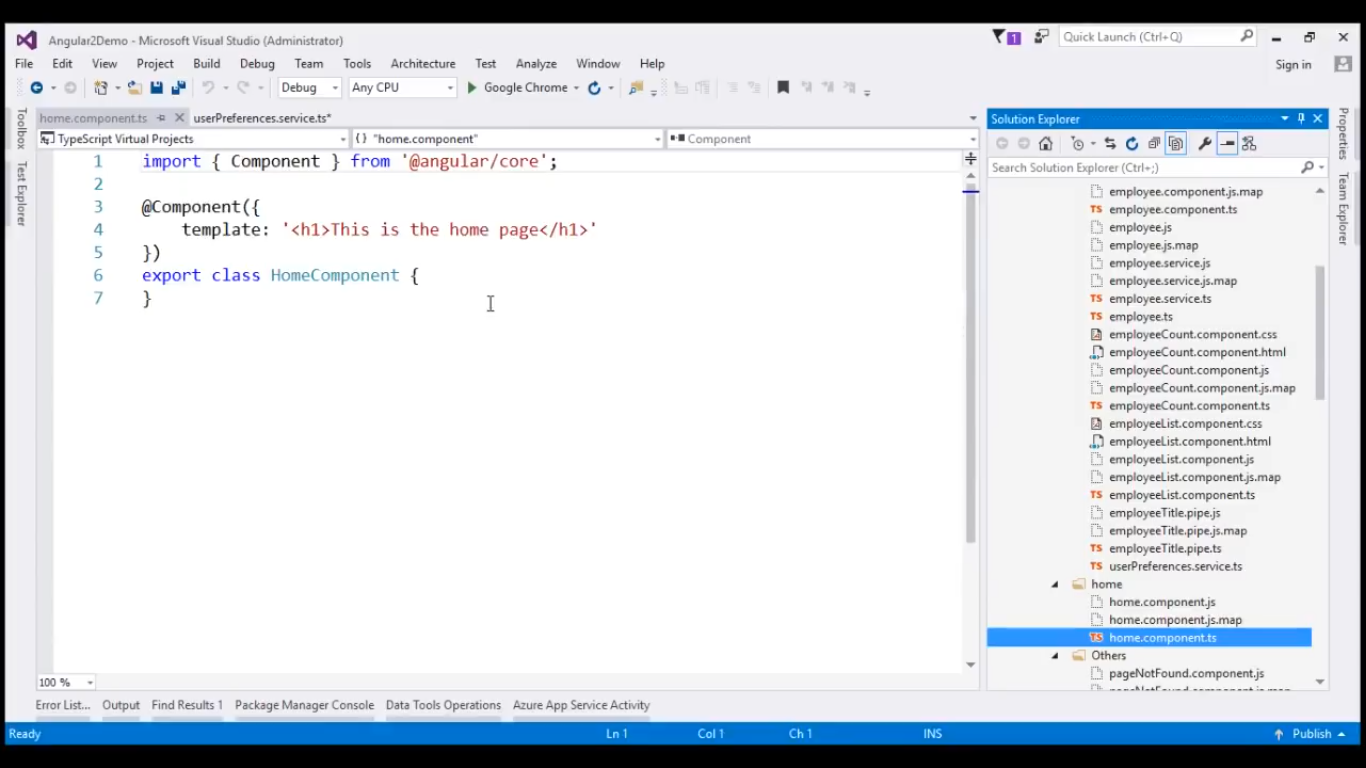 Angular2Demo - Microsoft Visual Studio (Administrator)
1
Quick Launch (Ctrl+Q)
File Edit View Project Build Debug Team Tools Architecture Test Analyze Window Help
Sign in
Debug Any CPU Google Chrome
Toolbox
Test Explorer
home.component.ts userPreferences.service.ts*
TypeScript Virtual Projects {} "home.component" Component
1 import { Component } from '@angular/core';
2
3 @Component({
4 template: '<h1>This is the home page</h1>'
5 })
6 export class HomeComponent {
7 }
100 %
Solution Explorer
Search Solution Explorer (Ctrl+;)
employee.component.js.map
TS employee.component.ts
employee.js
employee.js.map
employee.service.js
employee.service.js.map
TS employee.service.ts
TS employee.ts
employeeCount.component.css
employeeCount.component.html
employeeCount.component.js
employeeCount.component.js.map
TS employeeCount.component.ts
employeeList.component.css
employeeList.component.html
employeeList.component.js
employeeList.component.js.map
TS employeeList.component.ts
employeeTitle.pipe.js
employeeTitle.pipe.js.map
TS employeeTitle.pipe.ts
TS userPreferences.service.ts
home
home.component.js
home.component.js.map
TS home.component.ts
Others
pageNotFound.component.js
pageNotFound.component.js.map
Properties
Team Explorer
Error List... Output Find Results 1 Package Manager Console Data Tools Operations Azure App Service Activity
Ready Ln 1 Col 1 Ch 1 INS Publish